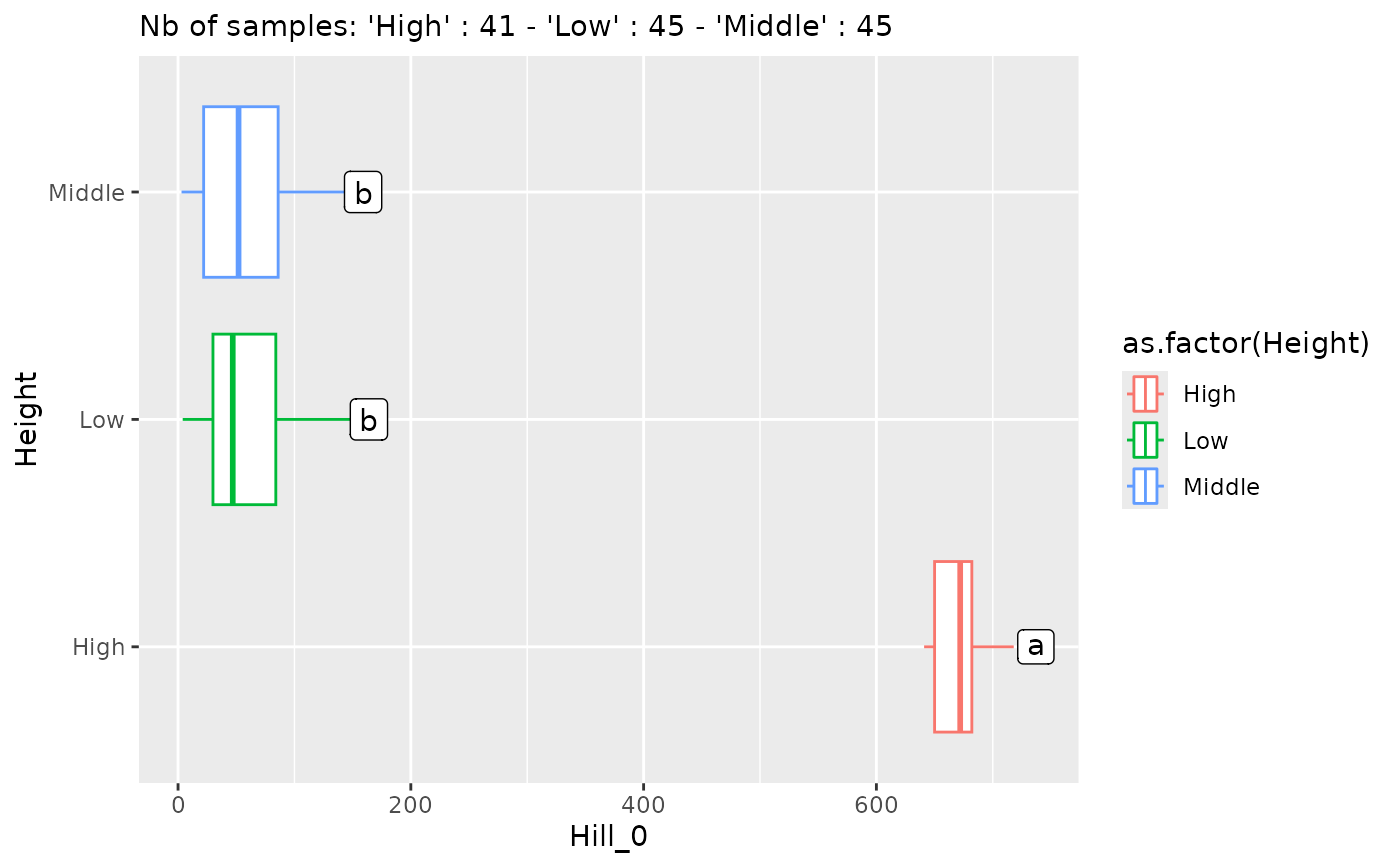 Nb of samples: 'High' : 41 - 'Low' : 45 - 'Middle' : 45
Middle
b
Low
b
High
a
0
200
400
600
Hill_0
Height
as.factor(Height)
High
Low
Middle